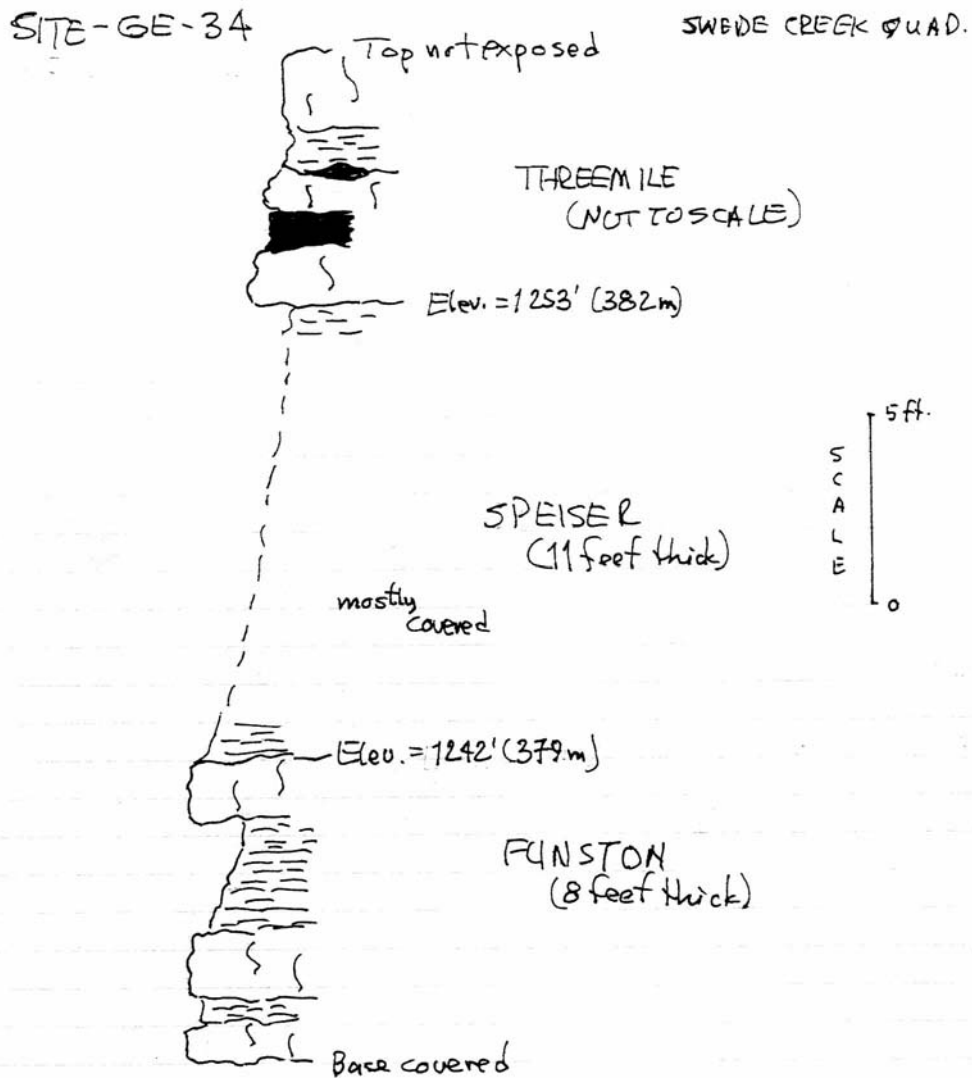 SITE-GE-34
SWEDE CREEK QUAD.
Top not exposed
THREEMILE
(NOT TO SCALE)
Elev. = 1253' (382m)
5 ft.
SCALE
0
SPEISER
(11 feet thick)
mostly
covered
Elev. = 1242' (379m)
FUNSTON
(8 feet thick)
Base covered